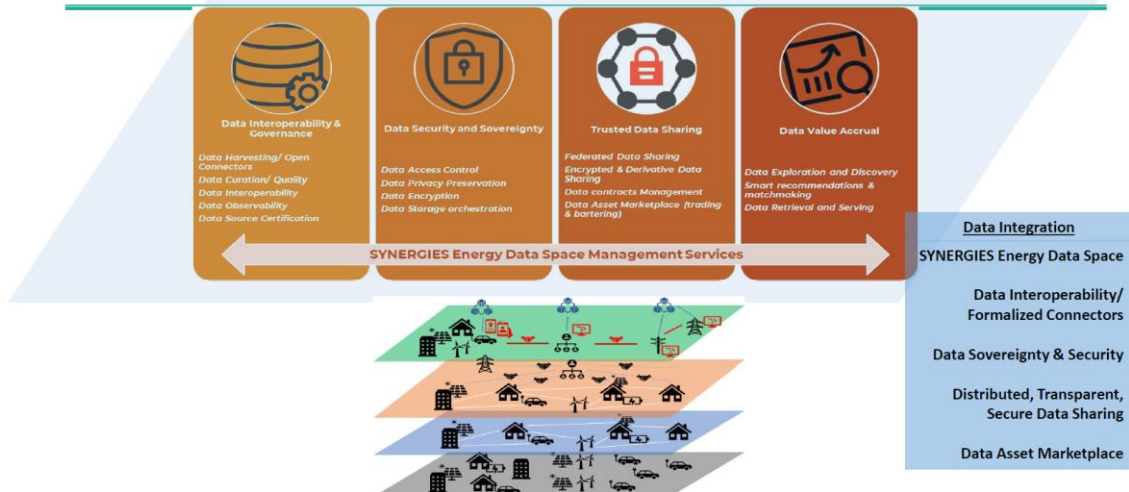 Data Interoperability &
Governance
Data Harvesting/ Open
Connectors
Data Curation/ Quality
Data Interoperability
Data Observability
Data Source Certification
Data Security and Sovereignty
Data Access Control
Data Privacy Preservation
Data Encryption
Data Storage orchestration
Trusted Data Sharing
Federated Data Sharing
Encrypted & Derivative Data
Sharing
Data contracts Management
Data Asset Marketplace (trading
& bartering)
Data Value Accrual
Data Exploration and Discovery
Smart recommendations &
matchmaking
Data Retrieval and Serving
SYNERGIES Energy Data Space Management Services
Data Integration
SYNERGIES Energy Data Space
Data Interoperability/
Formalized Connectors
Data Sovereignty & Security
Distributed, Transparent,
Secure Data Sharing
Data Asset Marketplace